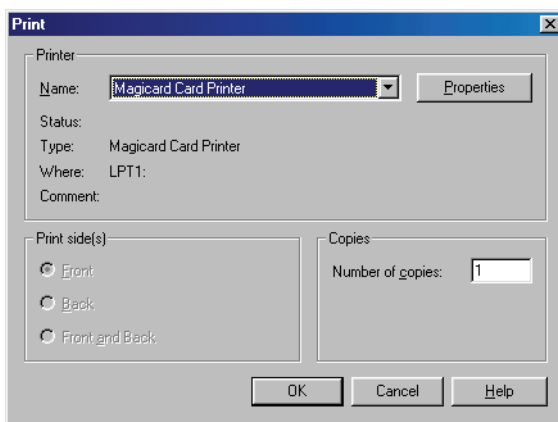 Print
Printer
Name: Magicard Card Printer Properties
Status:
Type: Magicard Card Printer
Where: LPT1:
Comment:
Print side(s)
Front
Back
Front and Back
Copies
Number of copies: 1
OK Cancel Help